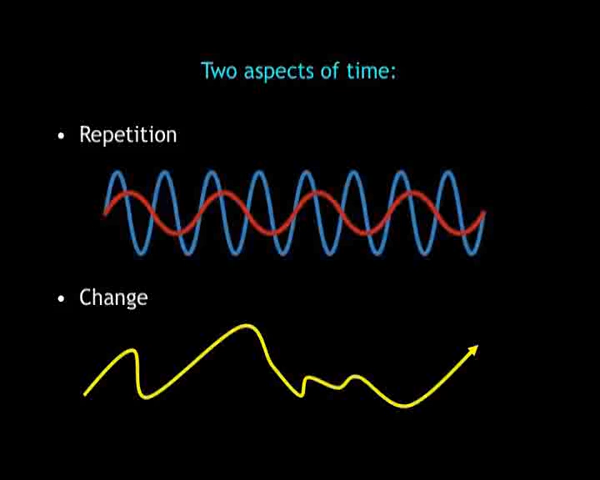 Two aspects of time:
• Repetition
• Change